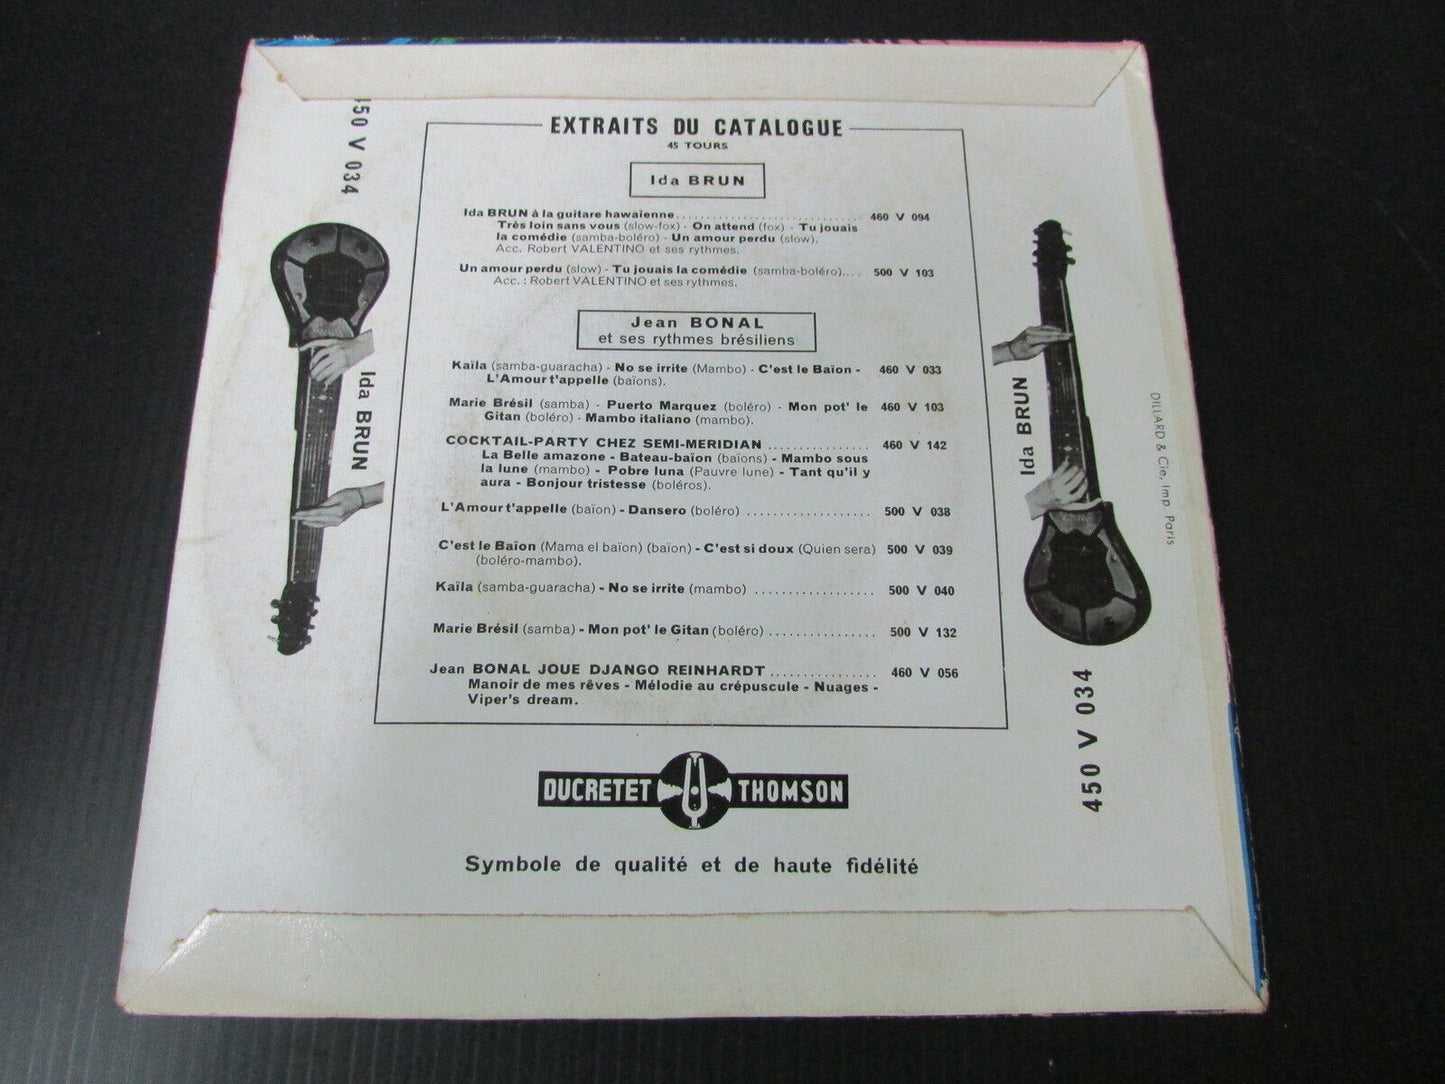 EXTRAITS DU CATALOGUE
45 TOURS
Ida BRUN
Ida BRUN à la guitare hawaïenne............................ 460 V 094
Très loin sans vous (slow-fox) - On attend (fox) - Tu jouais
la comédie (samba-boléro) - Un amour perdu (slow).
Acc. Robert VALENTINO et ses rythmes.
Un amour perdu (slow) - Tu jouais la comédie (samba-boléro).... 500 V 103
Acc. : Robert VALENTINO et ses rythmes.
Jean BONAL
et ses rythmes brésiliens
Kaïla (samba-guaracha) - No se irrite (Mambo) - C'est le Baïon - 460 V 033
L'Amour t'appelle (baïons).
Marie Brésil (samba) - Puerto Marquez (boléro) - Mon pot' le 460 V 103
Gitan (boléro) - Mambo italiano (mambo).
COCKTAIL-PARTY CHEZ SEMI-MERIDIAN ................ 460 V 142
La Belle amazone - Bateau-baïon (baïons) - Mambo sous
la lune (mambo) - Pobre luna (Pauvre lune) - Tant qu'il y
aura - Bonjour tristesse (boléros).
L'Amour t'appelle (baïon) - Dansero (boléro) ................... 500 V 038
C'est le Baïon (Mama el baïon) (baïon) - C'est si doux (Quien sera) 500 V 039
(boléro-mambo).
Kaïla (samba-guaracha) - No se irrite (mambo) .................. 500 V 040
Marie Brésil (samba) - Mon pot' le Gitan (boléro) ................ 500 V 132
Jean BONAL JOUE DJANGO REINHARDT ................ 460 V 056
Manoir de mes rêves - Mélodie au crépuscule - Nuages -
Viper's dream.
DUCRETET THOMSON
Symbole de qualité et de haute fidélité
450 V 034
Ida BRUN
Ida BRUN
450 V 034
DILLARD & Cie. Imp. Paris